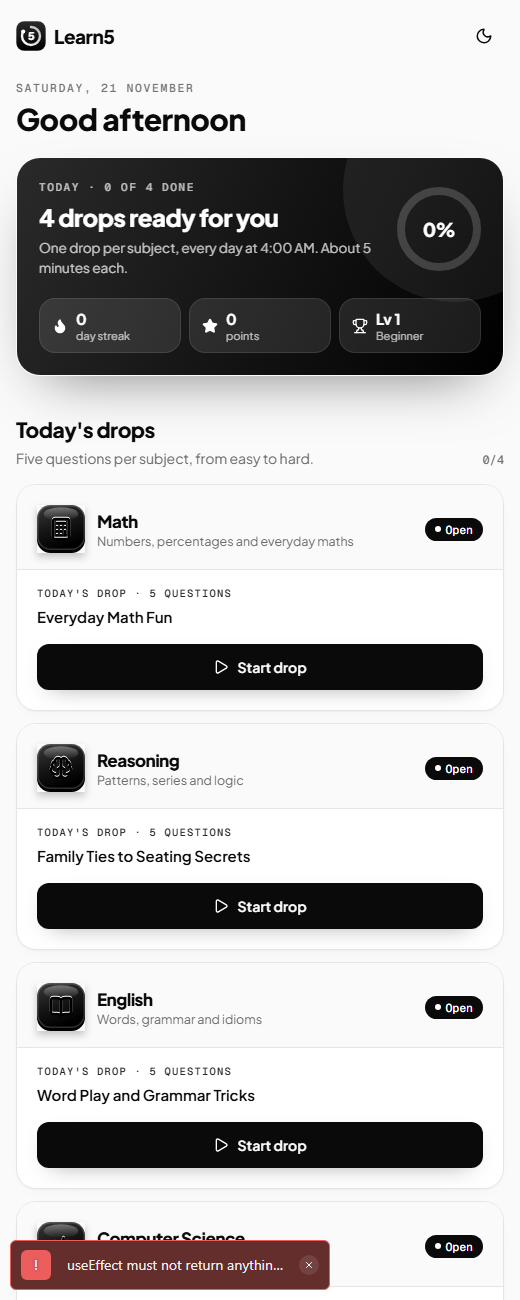 5 Learn5
SATURDAY, 21 NOVEMBER
Good afternoon
TODAY · 0 OF 4 DONE
4 drops ready for you
One drop per subject, every day at 4:00 AM. About 5
minutes each.
0%
0
day streak
0
points
Lv 1
Beginner
Today's drops
Five questions per subject, from easy to hard.
0/4
Math
Numbers, percentages and everyday maths
Open
TODAY'S DROP · 5 QUESTIONS
Everyday Math Fun
Start drop
Reasoning
Patterns, series and logic
Open
TODAY'S DROP · 5 QUESTIONS
Family Ties to Seating Secrets
Start drop
English
Words, grammar and idioms
Open
TODAY'S DROP · 5 QUESTIONS
Word Play and Grammar Tricks
Start drop
Computer Science
Open
! useEffect must not return anythin...